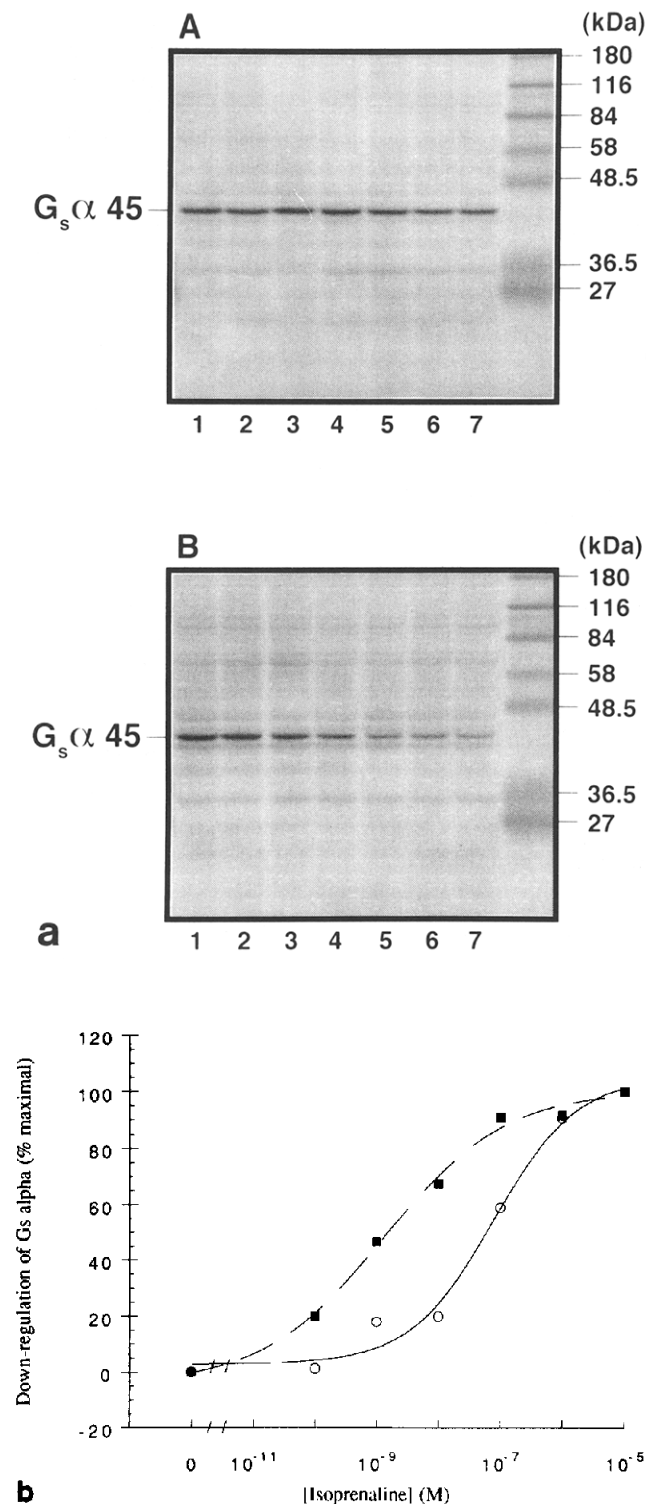 A
(kDa)
180
116
84
58
48.5
36.5
27
Gsα 45
1 2 3 4 5 6 7
B
(kDa)
180
116
84
58
48.5
36.5
27
Gsα 45
1 2 3 4 5 6 7
a
Down-regulation of Gs alpha (% maximal)
120
100
80
60
40
20
0
-20
0 10-11 10-9 10-7 10-5
[Isoprenaline] (M)
b